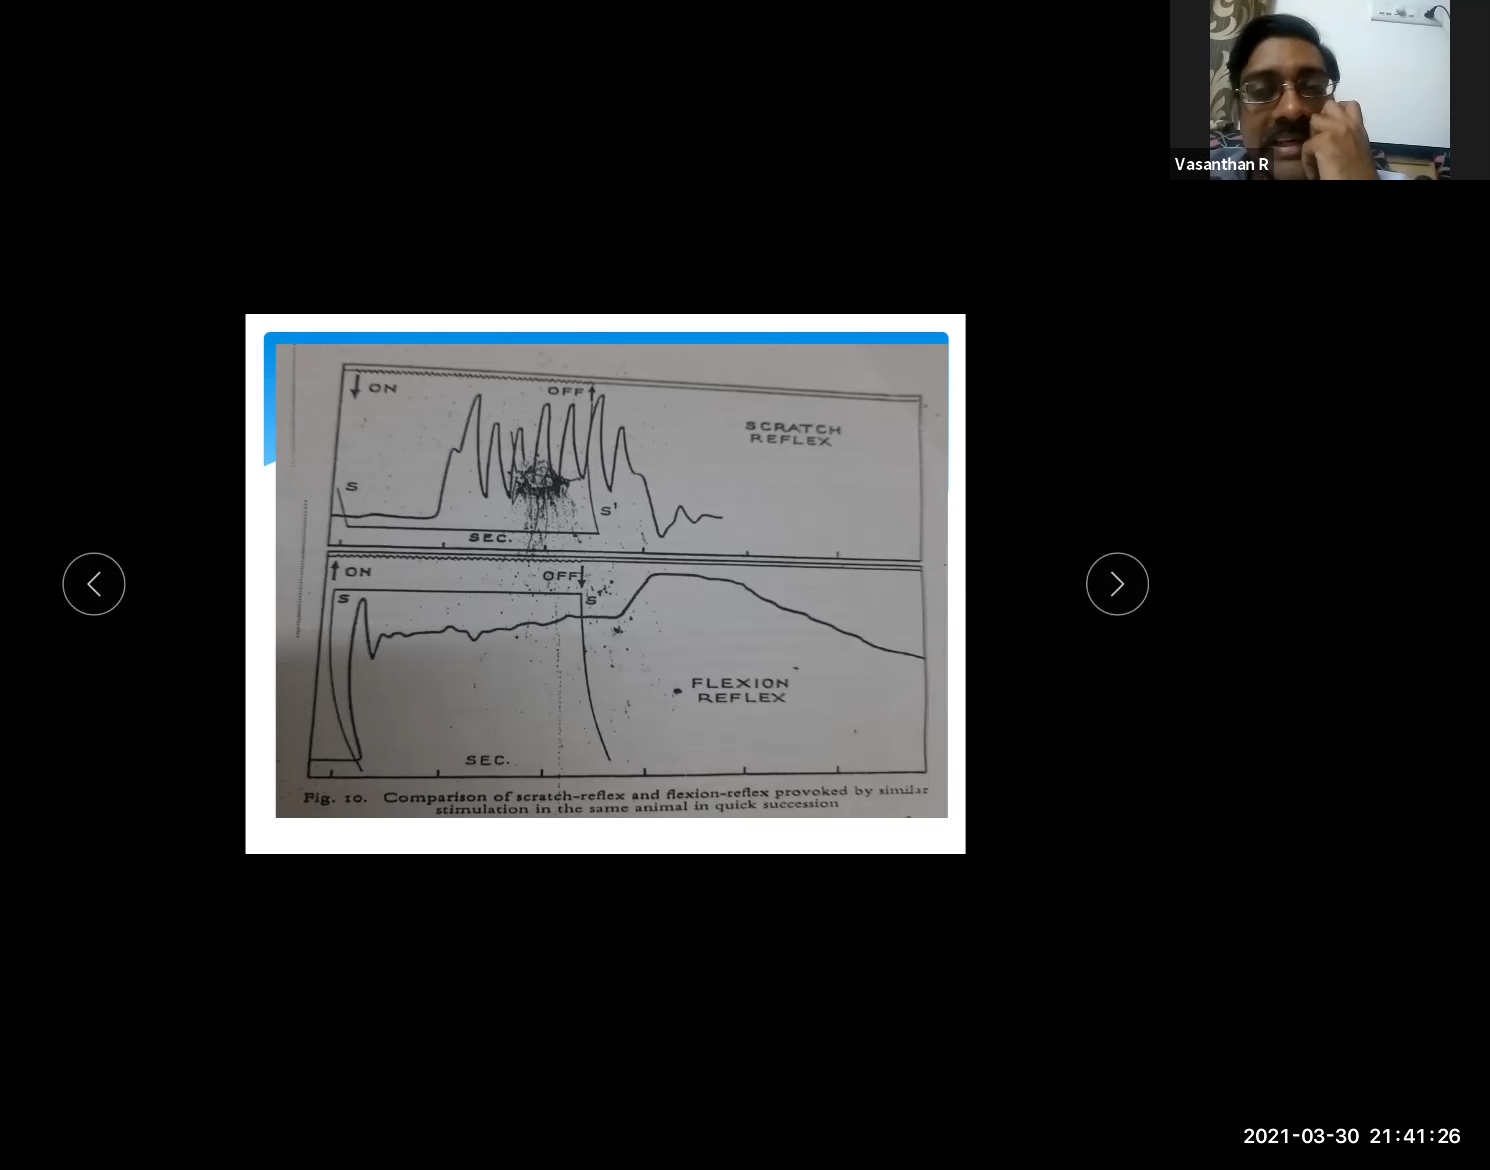 Vasanthan R
ON
OFF
SCRATCH
REFLEX
S
S'
SEC.
ON
OFF
S
S'
FLEXION
REFLEX
SEC.
Fig. 10. Comparison of scratch-reflex and flexion-reflex provoked by similar
stimulation in the same animal in quick succession
2021-03-30 21:41:26